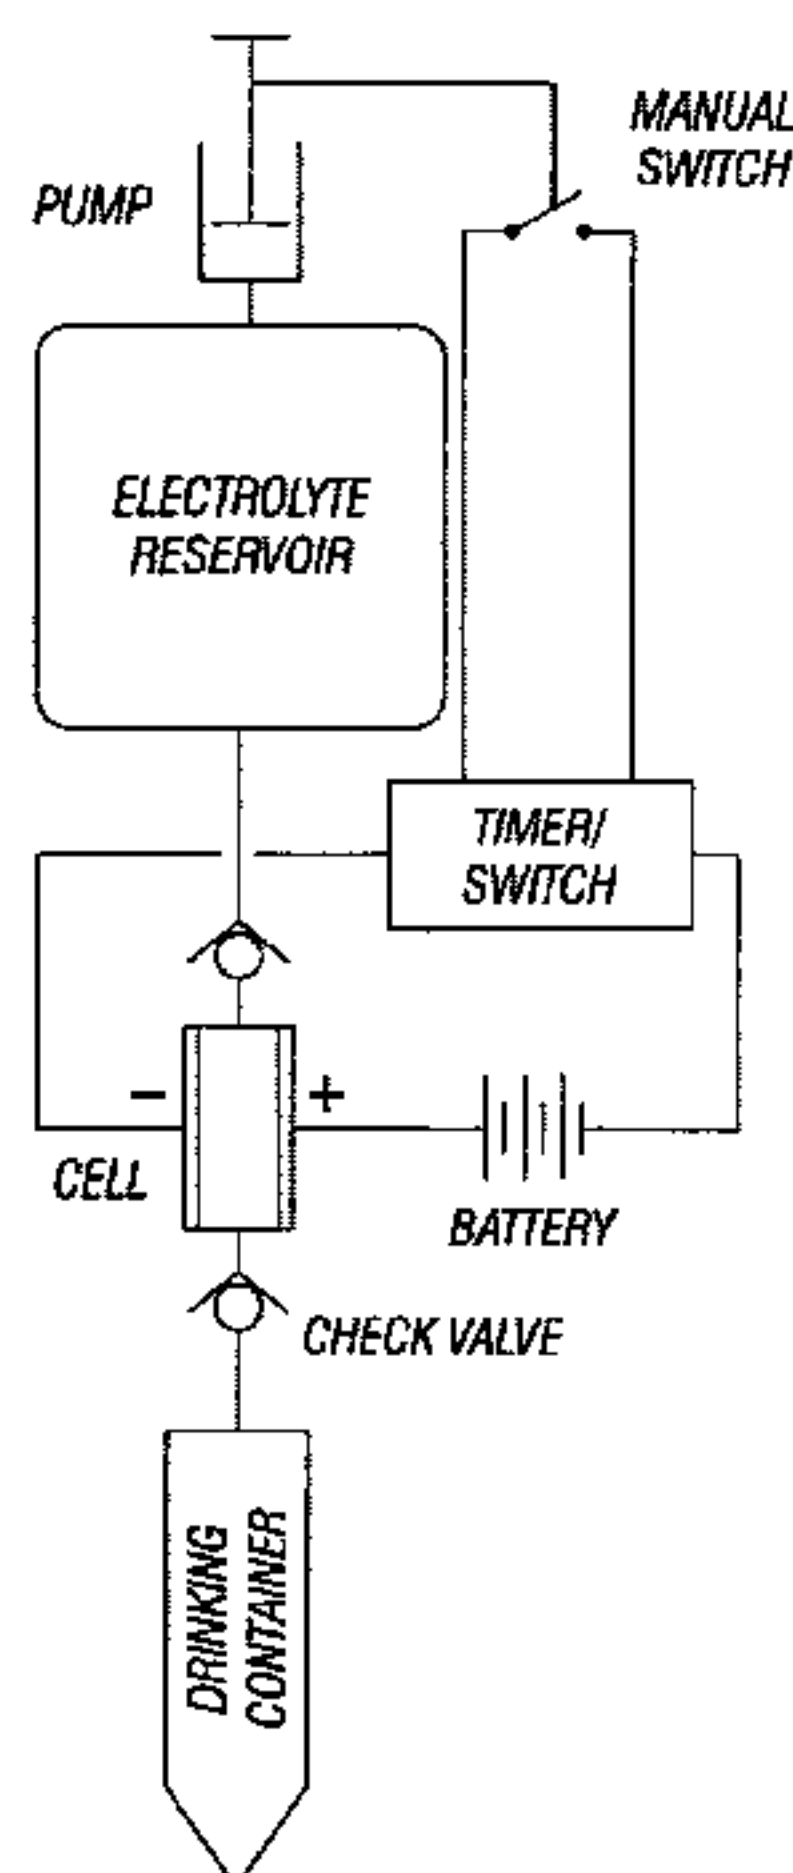 MANUAL
SWITCH
PUMP
ELECTROLYTE
RESERVOIR
TIMER/
SWITCH
- +
CELL
BATTERY
CHECK VALVE
DRINKING
CONTAINER